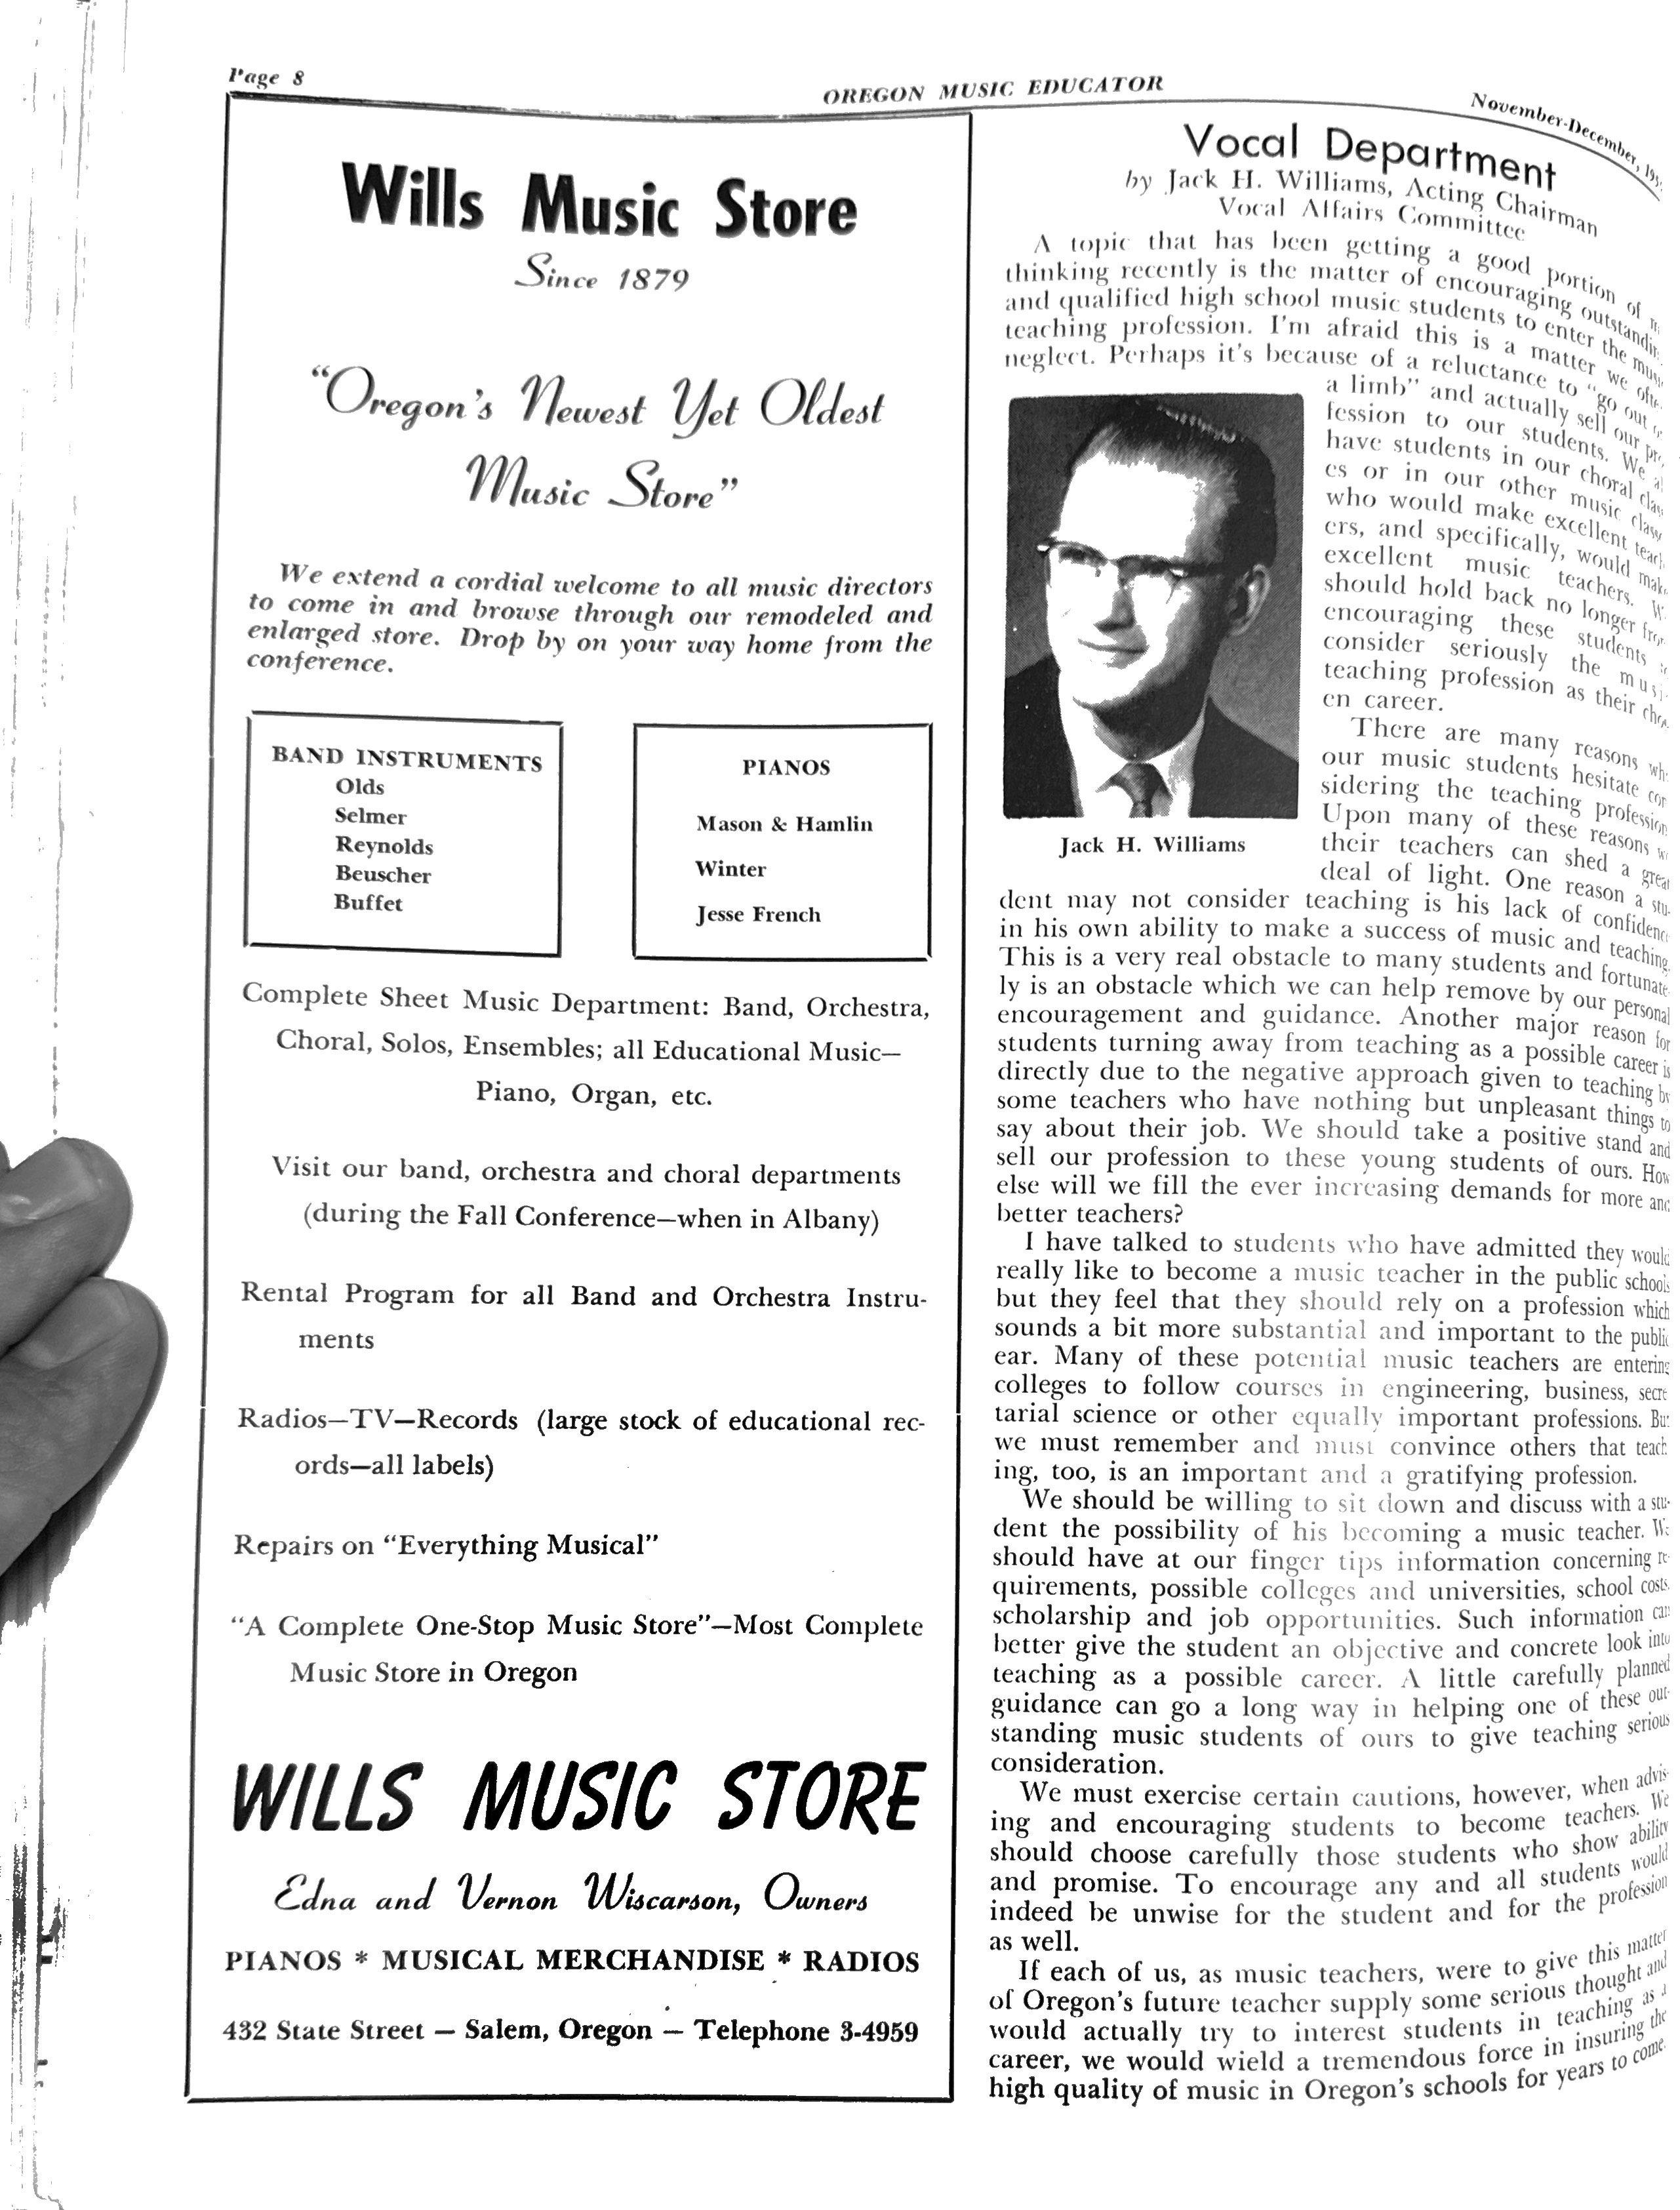 Page 8
OREGON MUSIC EDUCATOR
November-December,
Wills Music Store
Since 1879
“Oregon's Newest Yet Oldest
Music Store”
We extend a cordial welcome to all music directors
to come in and browse through our remodeled and
enlarged store. Drop by on your way home from the
conference.
BAND INSTRUMENTS
Olds
Selmer
Reynolds
Beuscher
Buffet
PIANOS
Mason & Hamlin
Winter
Jesse French
Complete Sheet Music Department: Band, Orchestra,
Choral, Solos, Ensembles; all Educational Music—
Piano, Organ, etc.
Visit our band, orchestra and choral departments
(during the Fall Conference—when in Albany)
Rental Program for all Band and Orchestra Instru-
ments
Radios—TV—Records (large stock of educational rec-
ords—all labels)
Repairs on “Everything Musical”
“A Complete One-Stop Music Store”—Most Complete
Music Store in Oregon
WILLS MUSIC STORE
Edna and Vernon Wiscarson, Owners
PIANOS * MUSICAL MERCHANDISE * RADIOS
432 State Street — Salem, Oregon — Telephone 3-4959
Vocal Department
by Jack H. Williams, Acting Chairman
Vocal Affairs Committee
A topic that has been getting a good portion of
thinking recently is the matter of encouraging outstanding
and qualified high school music students to enter the music
teaching profession. I'm afraid this is a matter we often
neglect. Perhaps it's because of a reluctance to “go out
a limb” and actually sell our pro-
fession to our students. We all
have students in our choral class-
es or in our other music classes
who would make excellent teach-
ers, and specifically, would make
excellent music teachers. We
should hold back no longer from
encouraging these students to
consider seriously the music
teaching profession as their chos-
en career.
There are many reasons why
our music students hesitate con-
sidering the teaching profession.
Upon many of these reasons we
their teachers can shed a great
deal of light. One reason a stu-
Jack H. Williams
dent may not consider teaching is his lack of confidence
in his own ability to make a success of music and teaching.
This is a very real obstacle to many students and fortunate-
ly is an obstacle which we can help remove by our personal
encouragement and guidance. Another major reason for
students turning away from teaching as a possible career is
directly due to the negative approach given to teaching by
some teachers who have nothing but unpleasant things to
say about their job. We should take a positive stand and
sell our profession to these young students of ours. How
else will we fill the ever increasing demands for more and
better teachers?
I have talked to students who have admitted they would
really like to become a music teacher in the public schools
but they feel that they should rely on a profession which
sounds a bit more substantial and important to the public
ear. Many of these potential music teachers are entering
colleges to follow courses in engineering, business, secre-
tarial science or other equally important professions. But
we must remember and must convince others that teach-
ing, too, is an important and a gratifying profession.
We should be willing to sit down and discuss with a stu-
dent the possibility of his becoming a music teacher. We
should have at our finger tips information concerning re-
quirements, possible colleges and universities, school costs,
scholarship and job opportunities. Such information can
better give the student an objective and concrete look into
teaching as a possible career. A little carefully planned
guidance can go a long way in helping one of these out-
standing music students of ours to give teaching serious
consideration.
We must exercise certain cautions, however, when advis-
ing and encouraging students to become teachers. We
should choose carefully those students who show ability
and promise. To encourage any and all students would
indeed be unwise for the student and for the profession
as well.
If each of us, as music teachers, were to give this matter
of Oregon's future teacher supply some serious thought and
would actually try to interest students in teaching as a
career, we would wield a tremendous force in insuring the
high quality of music in Oregon's schools for years to come.